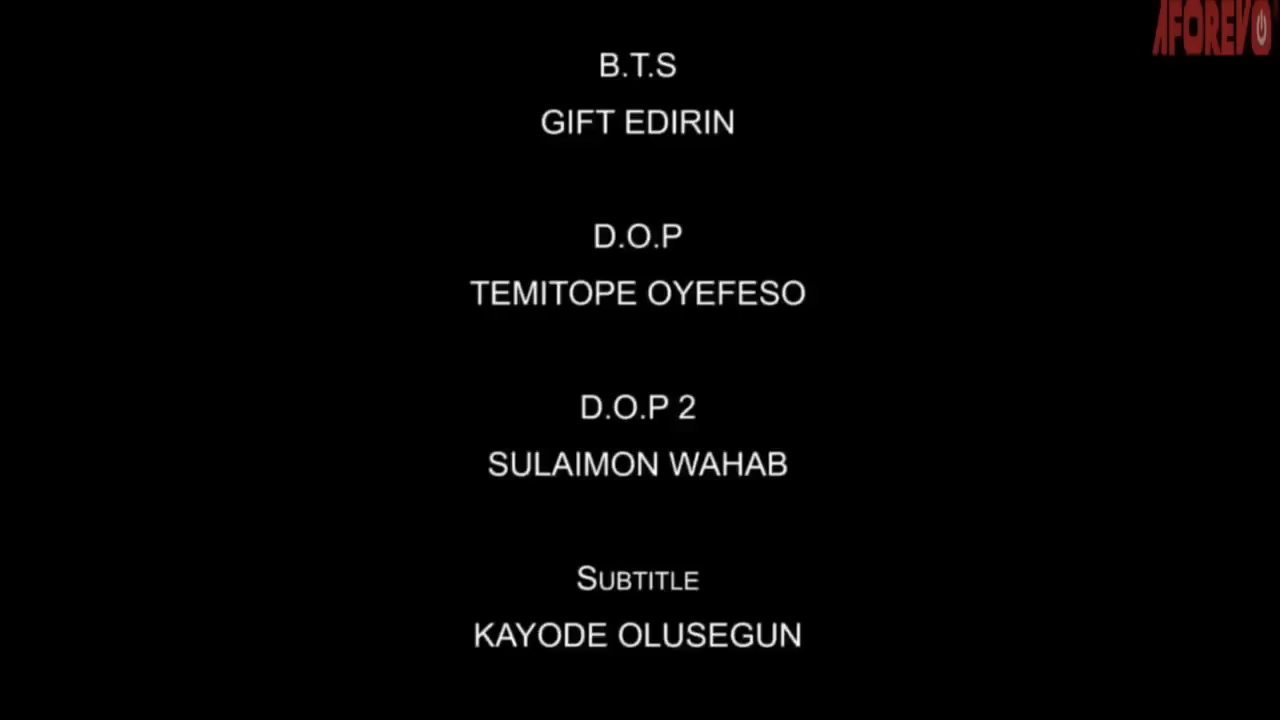 AFOREVO
B.T.S
GIFT EDIRIN
D.O.P
TEMITOPE OYEFESO
D.O.P 2
SULAIMON WAHAB
SUBTITLE
KAYODE OLUSEGUN